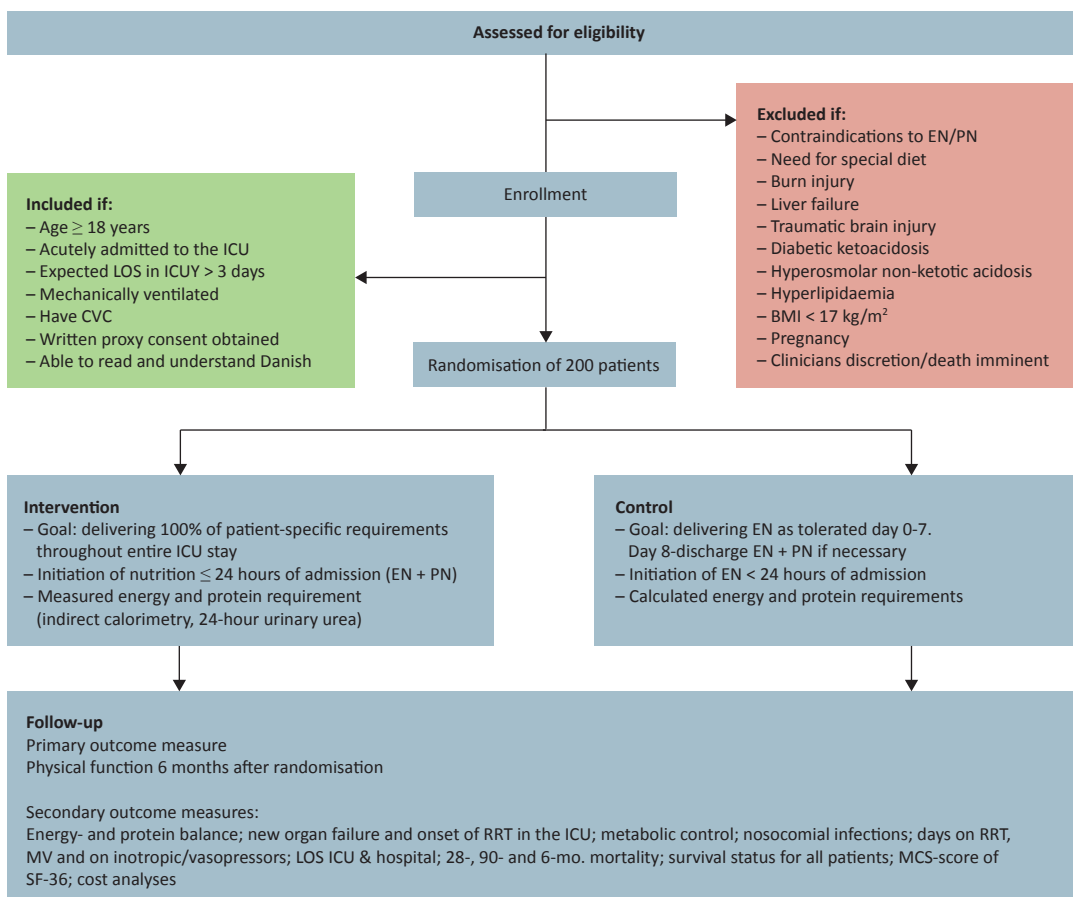 Assessed for eligibility
Excluded if:
– Contraindications to EN/PN
– Need for special diet
– Burn injury
– Liver failure
– Traumatic brain injury
– Diabetic ketoacidosis
– Hyperosmolar non-ketotic acidosis
– Hyperlipidaemia
– BMI < 17 kg/m²
– Pregnancy
– Clinicians discretion/death imminent
Enrollment
Included if:
– Age ≥ 18 years
– Acutely admitted to the ICU
– Expected LOS in ICUY > 3 days
– Mechanically ventilated
– Have CVC
– Written proxy consent obtained
– Able to read and understand Danish
Randomisation of 200 patients
Intervention
– Goal: delivering 100% of patient-specific requirements
throughout entire ICU stay
– Initiation of nutrition ≤ 24 hours of admission (EN + PN)
– Measured energy and protein requirement
(indirect calorimetry, 24-hour urinary urea)
Control
– Goal: delivering EN as tolerated day 0-7.
Day 8-discharge EN + PN if necessary
– Initiation of EN < 24 hours of admission
– Calculated energy and protein requirements
Follow-up
Primary outcome measure
Physical function 6 months after randomisation
Secondary outcome measures:
Energy- and protein balance; new organ failure and onset of RRT in the ICU; metabolic control; nosocomial infections; days on RRT,
MV and on inotropic/vasopressors; LOS ICU & hospital; 28-, 90- and 6-mo. mortality; survival status for all patients; MCS-score of
SF-36; cost analyses